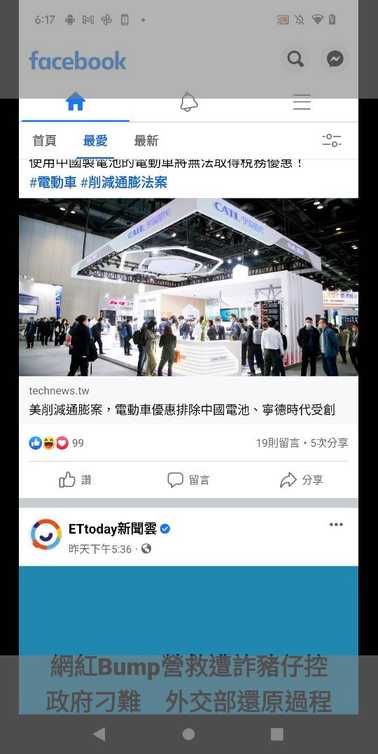 6:17
facebook
首頁 最愛 最新
使用中國製電池的電動車將無法取得稅務優惠！
#電動車 #削減通膨法案
CATL 寧德時代
CATL
technews.tw
美削減通膨案，電動車優惠排除中國電池、寧德時代受創
99
19則留言・5次分享
讚 留言 分享
ETtoday新聞雲
昨天下午5:36 ·
網紅Bump營救遭詐豬仔控
政府刁難 外交部還原過程